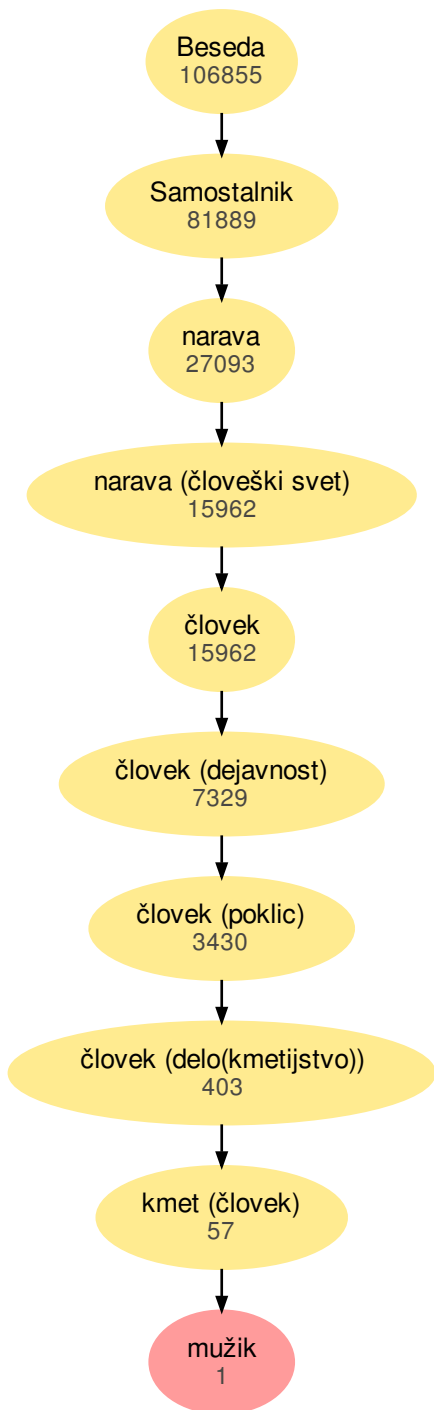 Beseda
106855
Samostalnik
81889
narava
27093
narava (človeški svet)
15962
človek
15962
človek (dejavnost)
7329
človek (poklic)
3430
človek (delo(kmetijstvo))
403
kmet (človek)
57
mužik
1